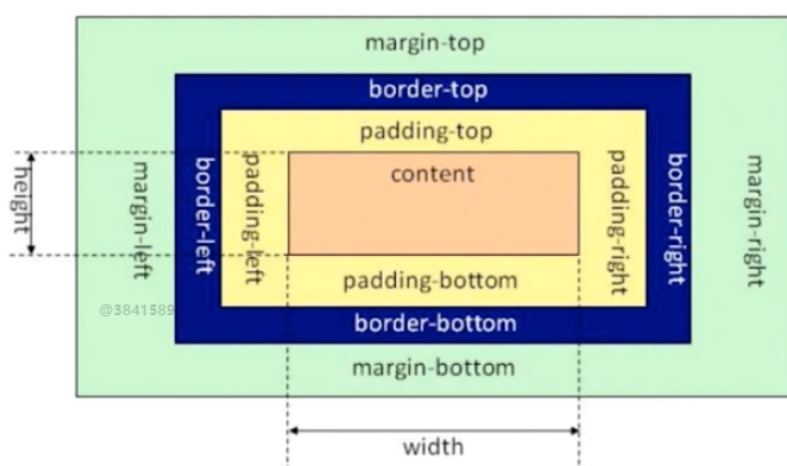 margin-top
border-top
padding-top
content
height
margin-left
border-left
padding-left
padding-right
border-right
margin-right
padding-bottom
@3841589
border-bottom
margin-bottom
width